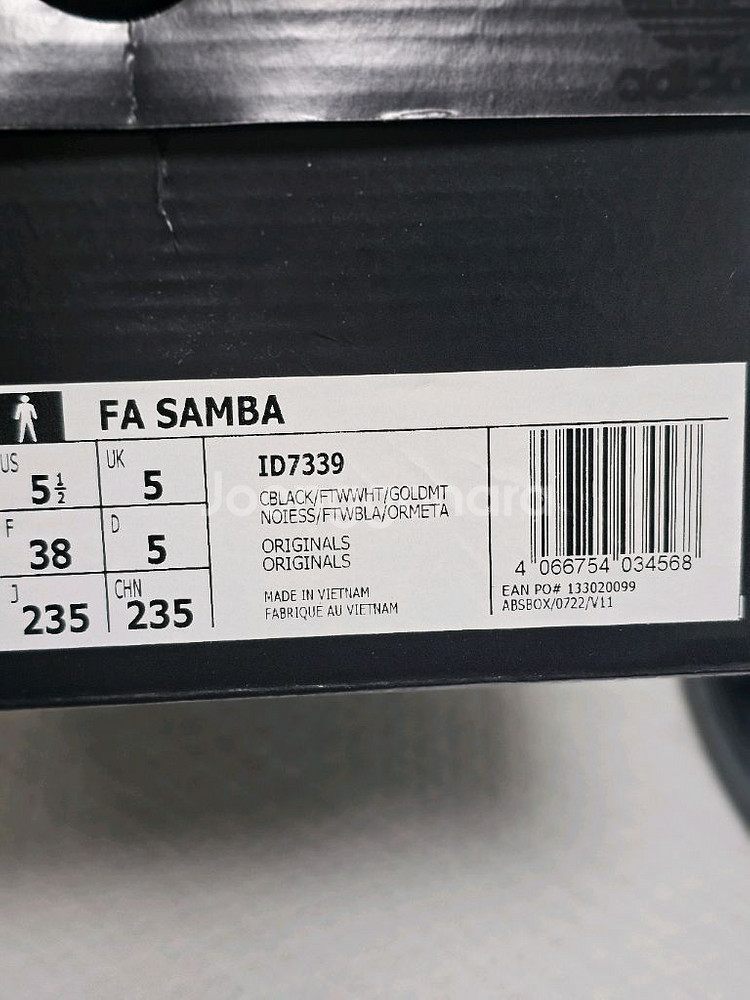 adidas
FA SAMBA
US 5½ UK 5
F 38 D 5
J 235 CHN 235
ID7339
CBLACK/FTWWHT/GOLDMT
NOIESS/FTWBLA/ORMETA
ORIGINALS
ORIGINALS
MADE IN VIETNAM
FABRIQUE AU VIETNAM
4 066754 034568
EAN PO# 133020099
ABSBOX/0722/V11